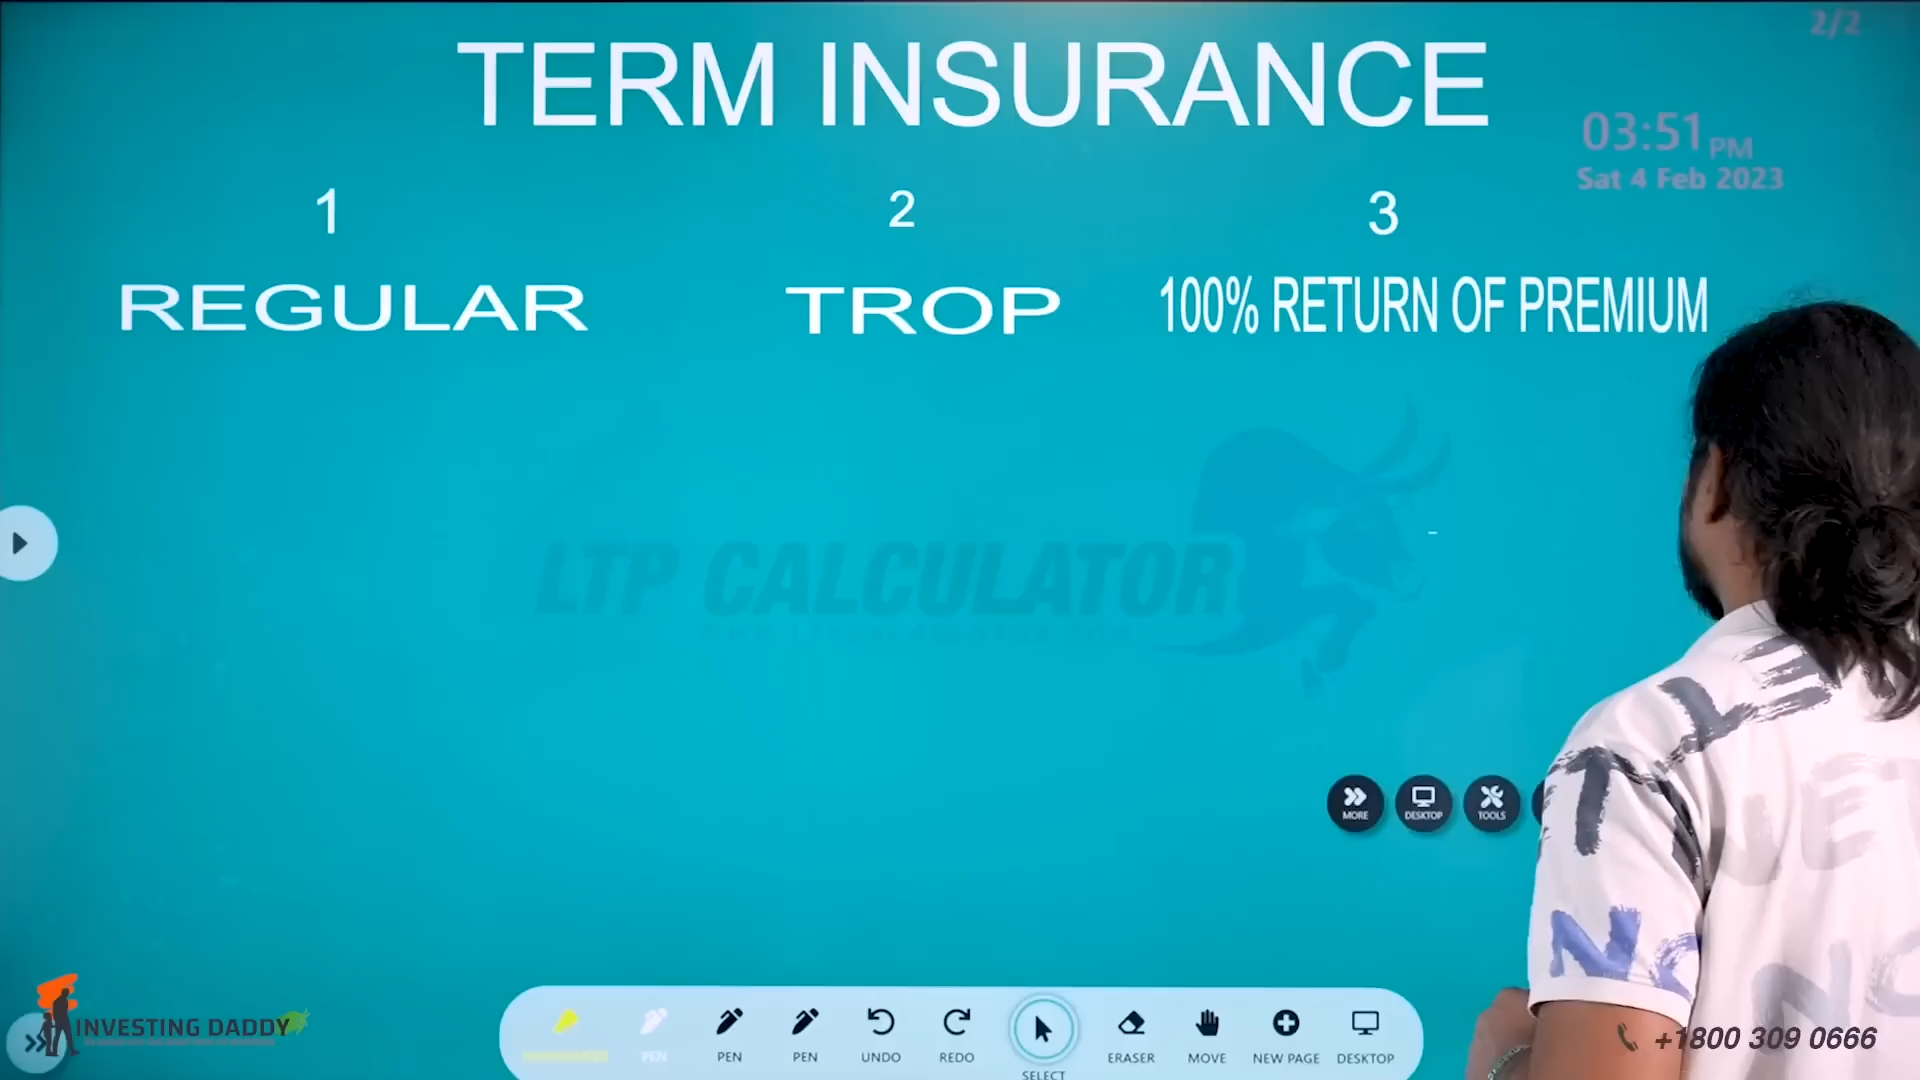 2/2
TERM INSURANCE
03:51 PM
Sat 4 Feb 2023
1 2 3
REGULAR TROP 100% RETURN OF PREMIUM
LTP CALCULATOR
MORE DESKTOP TOOLS
INVESTING DADDY
PEN PEN PEN UNDO REDO SELECT ERASER MOVE NEW PAGE DESKTOP
+1800 309 0666